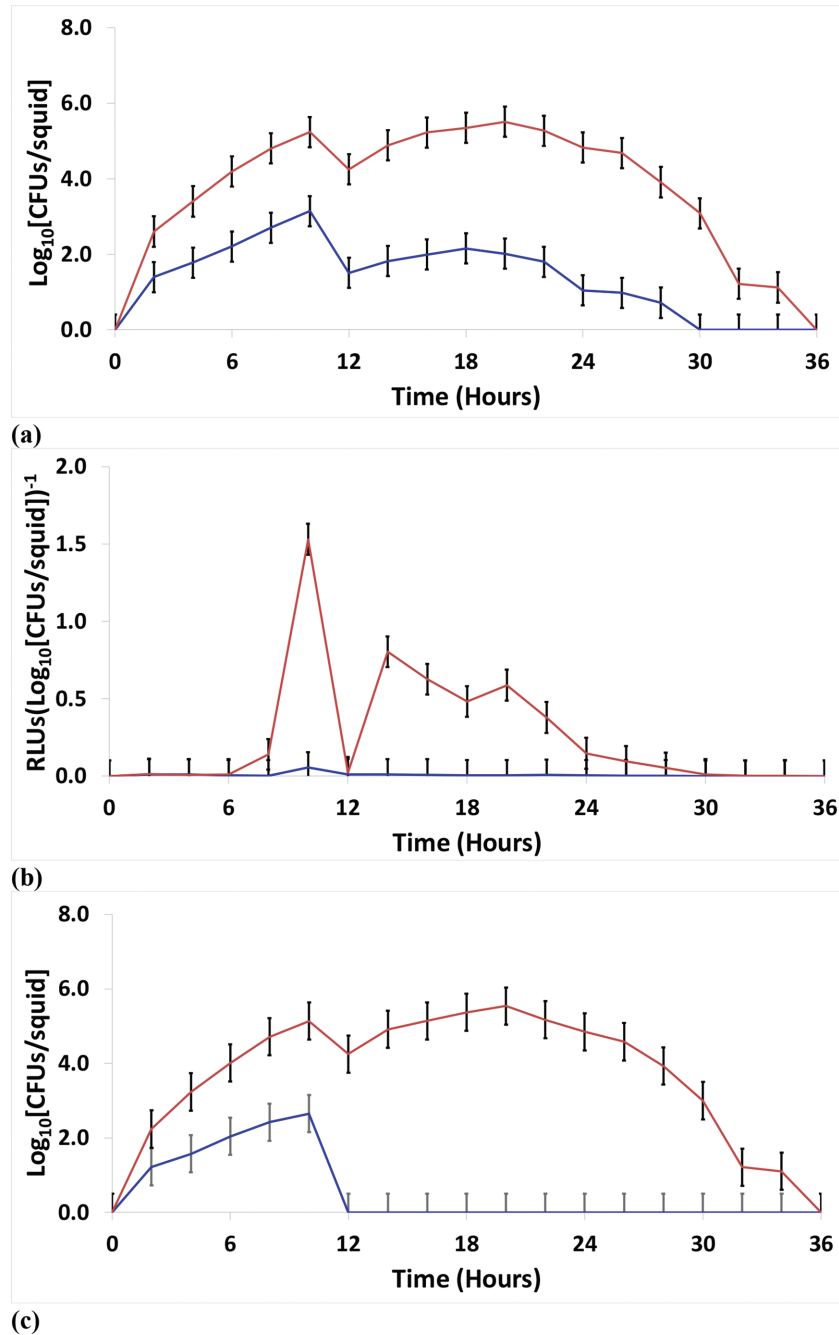 8.0
6.0
4.0
2.0
0.0
Log₁₀[CFUs/squid]
0 6 12 18 24 30 36
Time (Hours)
(a)
2.0
1.5
1.0
0.5
0.0
RLUs(Log₁₀[CFUs/squid])⁻¹
0 6 12 18 24 30 36
Time (Hours)
(b)
8.0
6.0
4.0
2.0
0.0
Log₁₀[CFUs/squid]
0 6 12 18 24 30 36
Time (Hours)
(c)